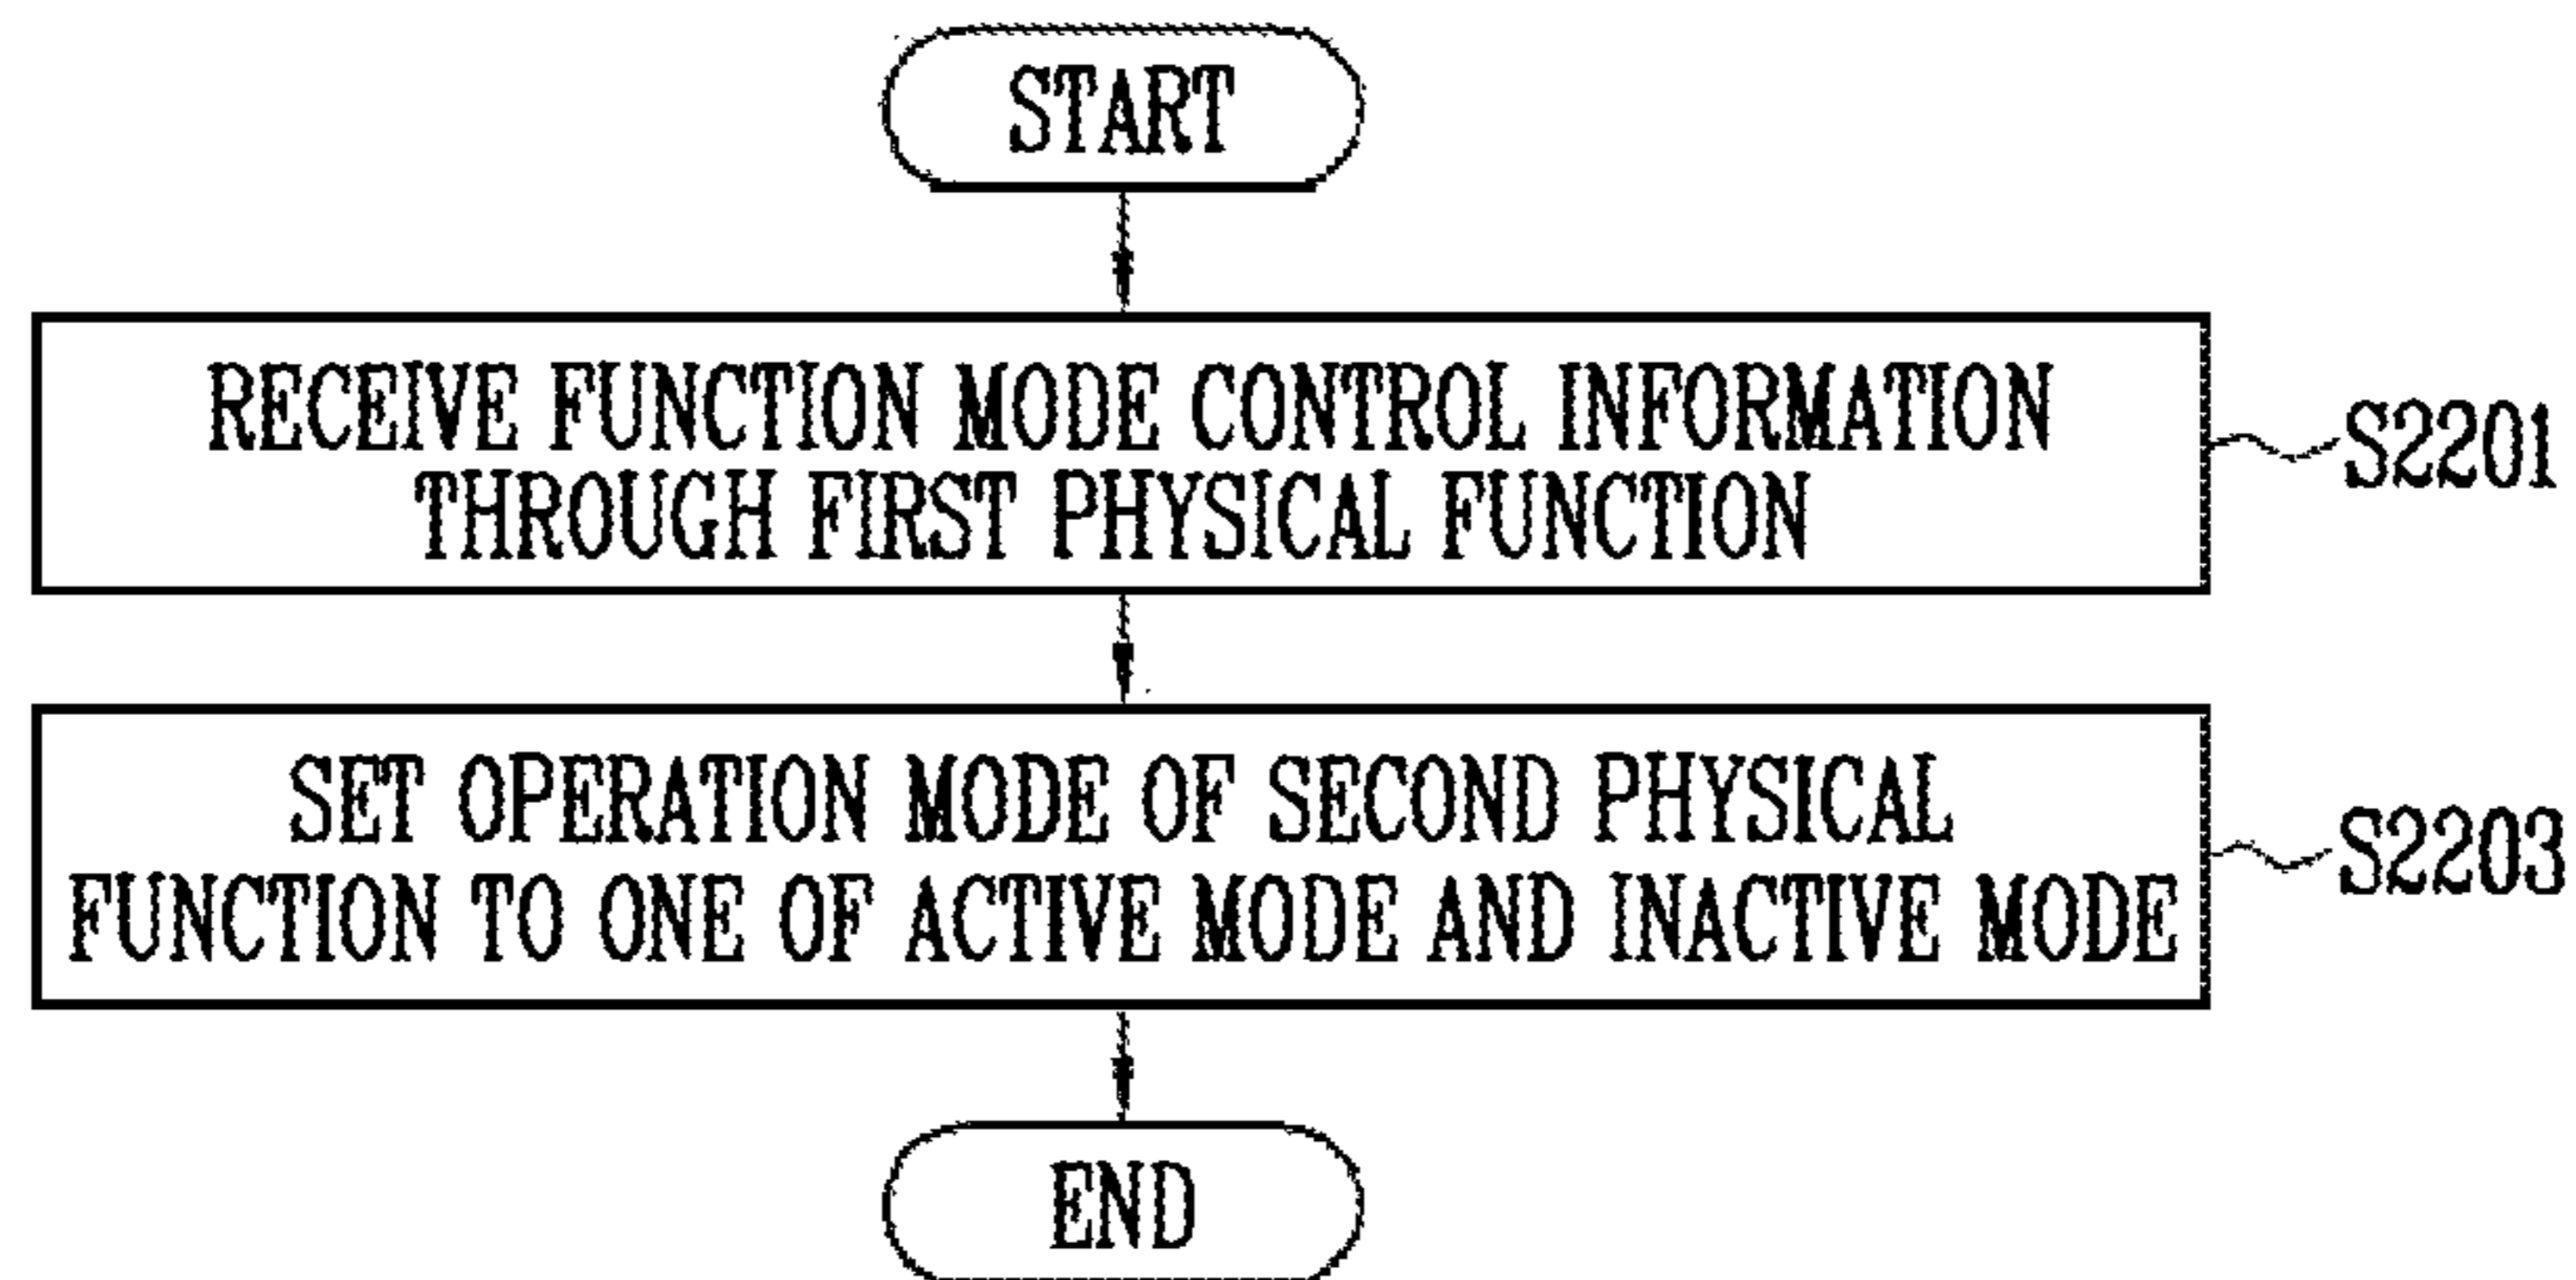 START
RECEIVE FUNCTION MODE CONTROL INFORMATION
THROUGH FIRST PHYSICAL FUNCTION
S2201
SET OPERATION MODE OF SECOND PHYSICAL
FUNCTION TO ONE OF ACTIVE MODE AND INACTIVE MODE
S2203
END